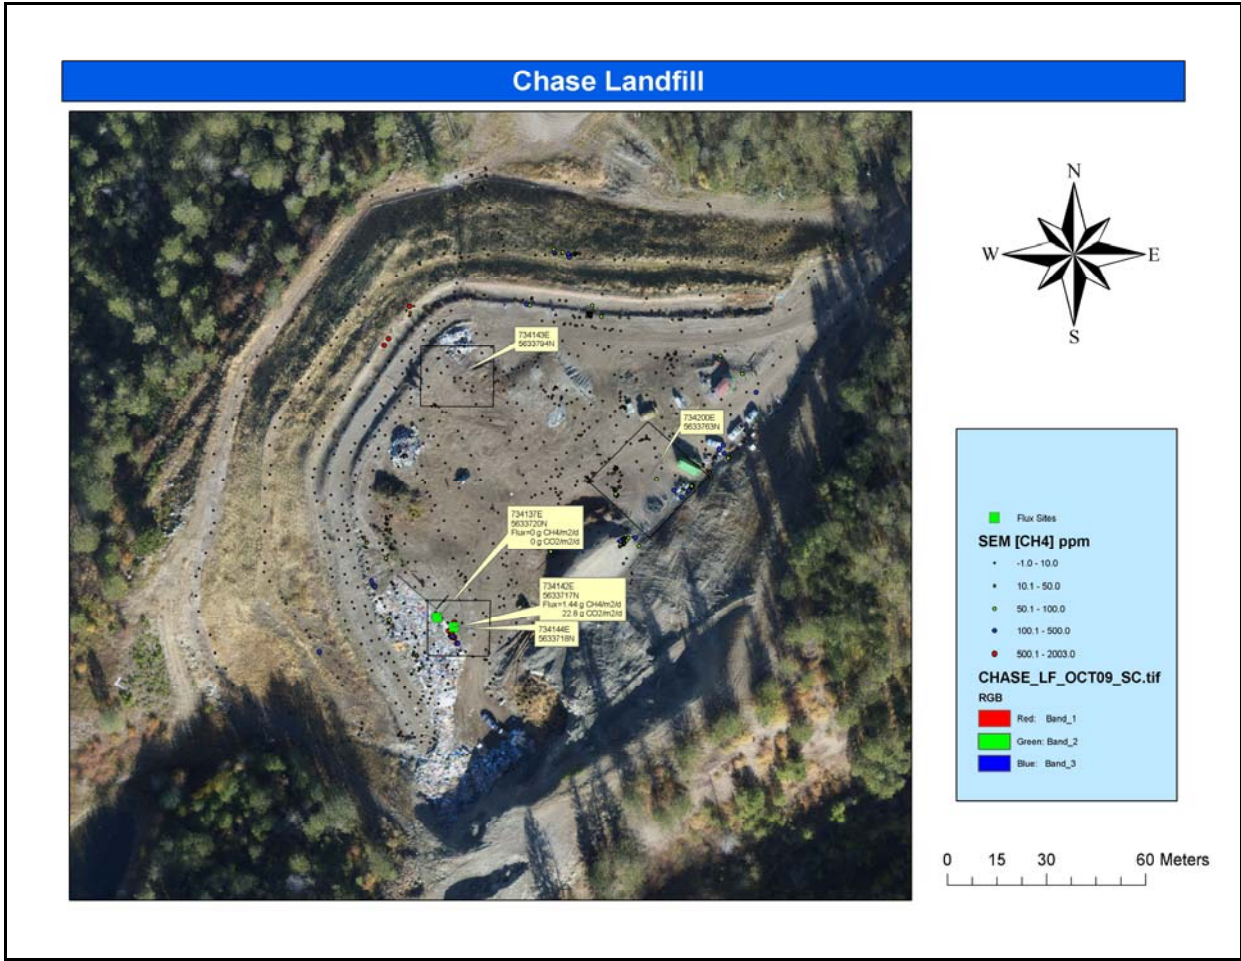 Chase Landfill
N
W
E
S
734143E
5633794N
734200E
5633763N
734137E
5633720N
Flux=0 g CH4/m2/d
0 g CO2/m2/d
734142E
5633717N
Flux=1.44 g CH4/m2/d
22.8 g CO2/m2/d
734144E
5633718N
Flux Sites
SEM [CH4] ppm
-1.0 - 10.0
10.1 - 50.0
50.1 - 100.0
100.1 - 500.0
500.1 - 2003.0
CHASE_LF_OCT09_SC.tif
RGB
Red: Band_1
Green: Band_2
Blue: Band_3
0 15 30 60 Meters